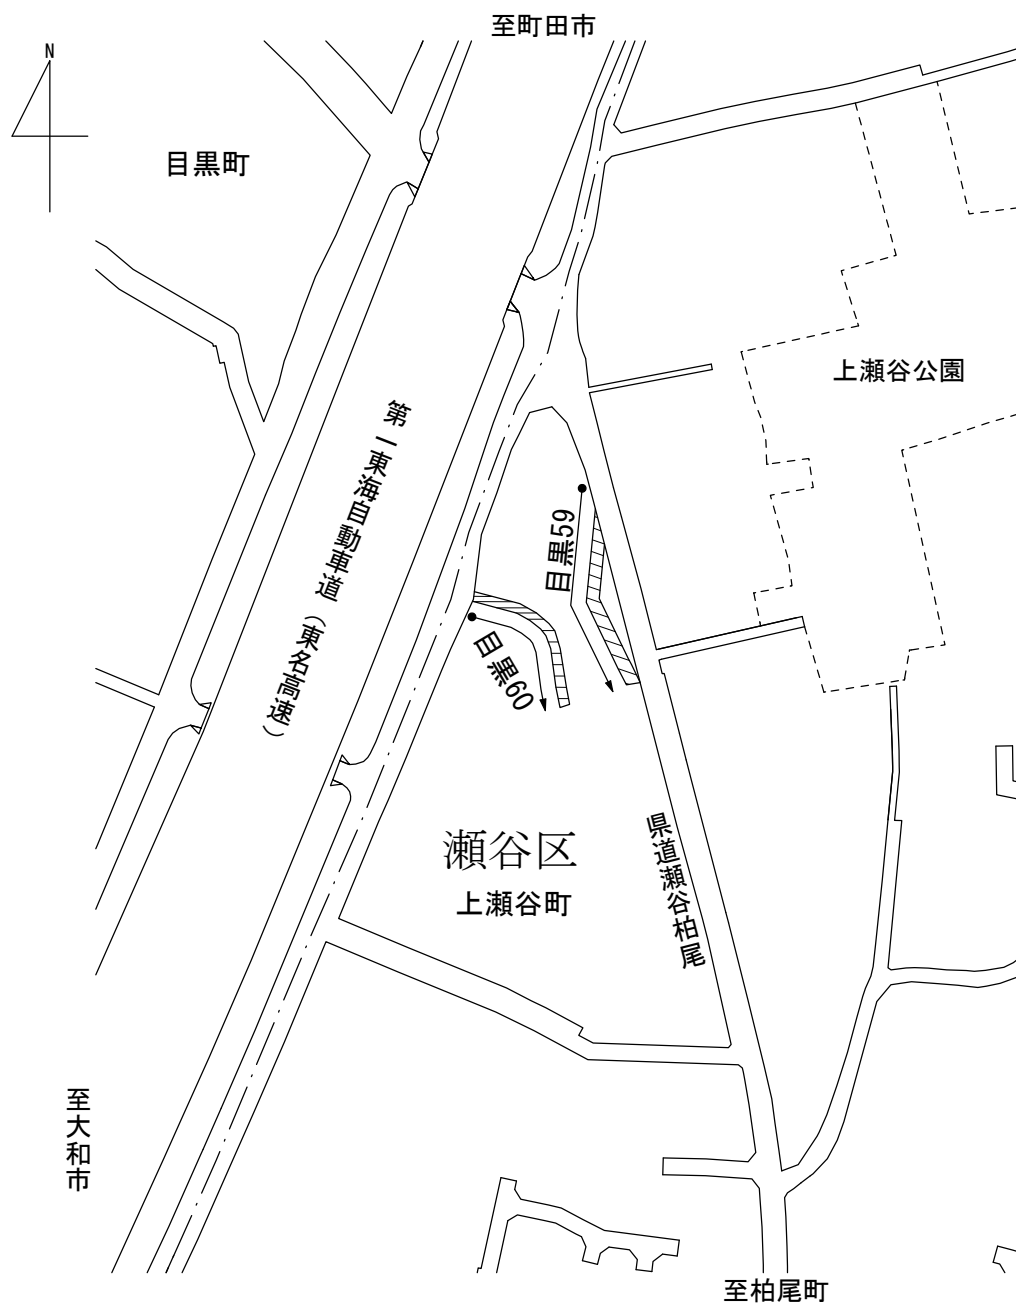 至町田市
N
目黒町
上瀬谷公園
第一東海自動車道（東名高速）
目黒59
目黒60
瀬谷区
上瀬谷町
県道瀬谷柏尾
至大和市
至柏尾町